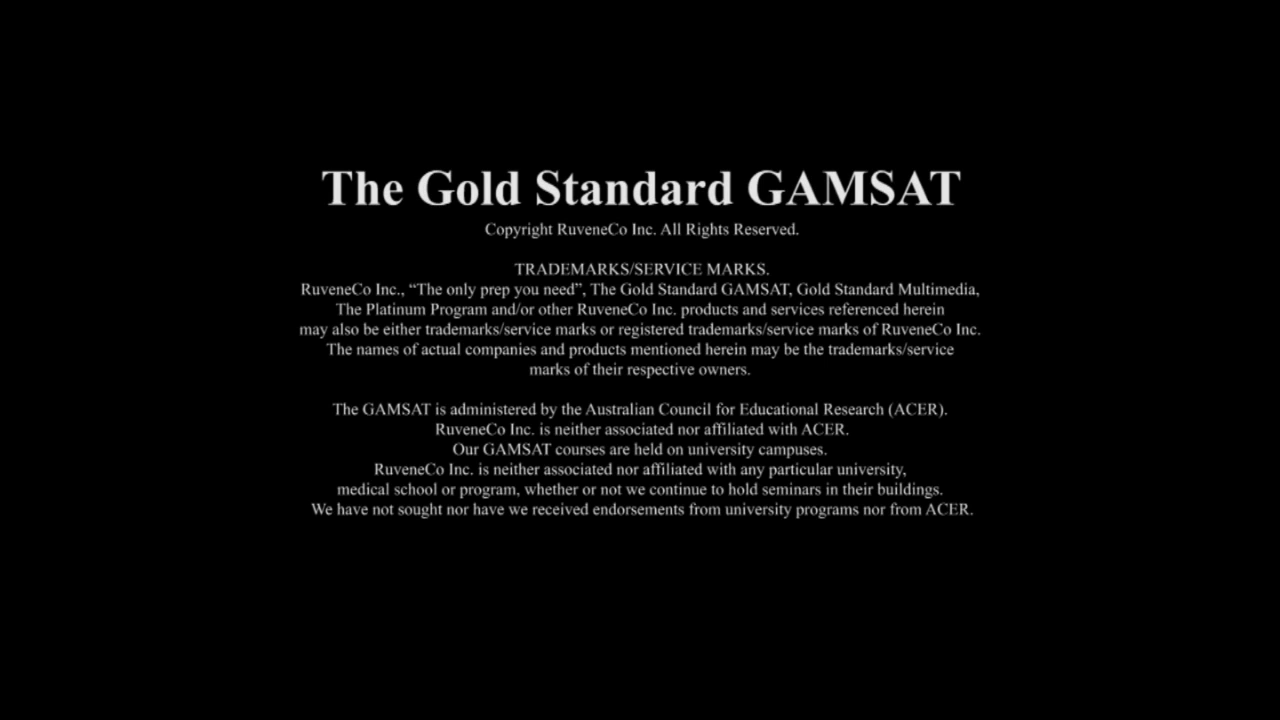 The Gold Standard GAMSAT
Copyright RuveneCo Inc. All Rights Reserved.
TRADEMARKS/SERVICE MARKS.
RuveneCo Inc., “The only prep you need”, The Gold Standard GAMSAT, Gold Standard Multimedia,
The Platinum Program and/or other RuveneCo Inc. products and services referenced herein
may also be either trademarks/service marks or registered trademarks/service marks of RuveneCo Inc.
The names of actual companies and products mentioned herein may be the trademarks/service
marks of their respective owners.
The GAMSAT is administered by the Australian Council for Educational Research (ACER).
RuveneCo Inc. is neither associated nor affiliated with ACER.
Our GAMSAT courses are held on university campuses.
RuveneCo Inc. is neither associated nor affiliated with any particular university,
medical school or program, whether or not we continue to hold seminars in their buildings.
We have not sought nor have we received endorsements from university programs nor from ACER.